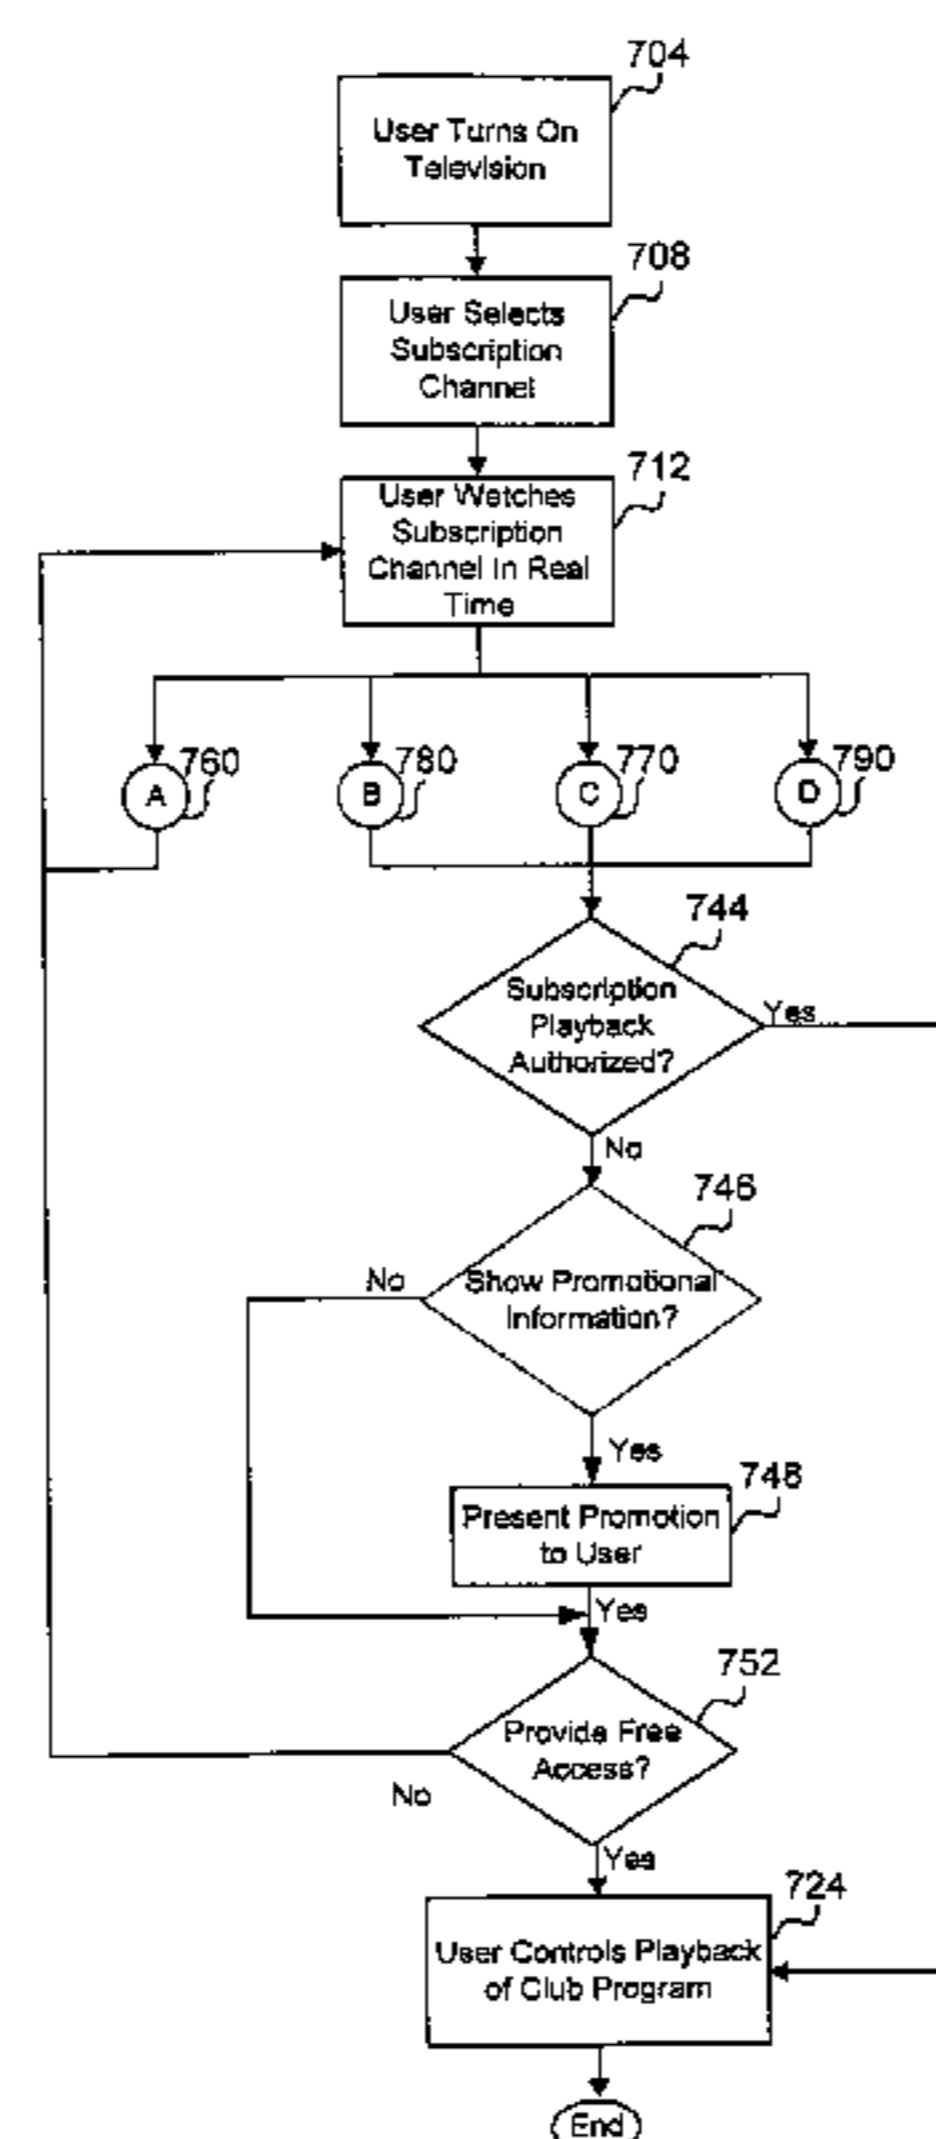 704
User Turns On
Television
708
User Selects
Subscription
Channel
712
User Wetches
Subscription
Channel In Real
Time
A
760
B
780
C
770
D
790
744
Subscription
Playback
Authorized?
Yes
No
746
Show Promotional
Information?
No
Yes
748
Present Promotion
to User
Yes
752
Provide Free
Access?
No
Yes
724
User Controls Playback
of Club Program
End